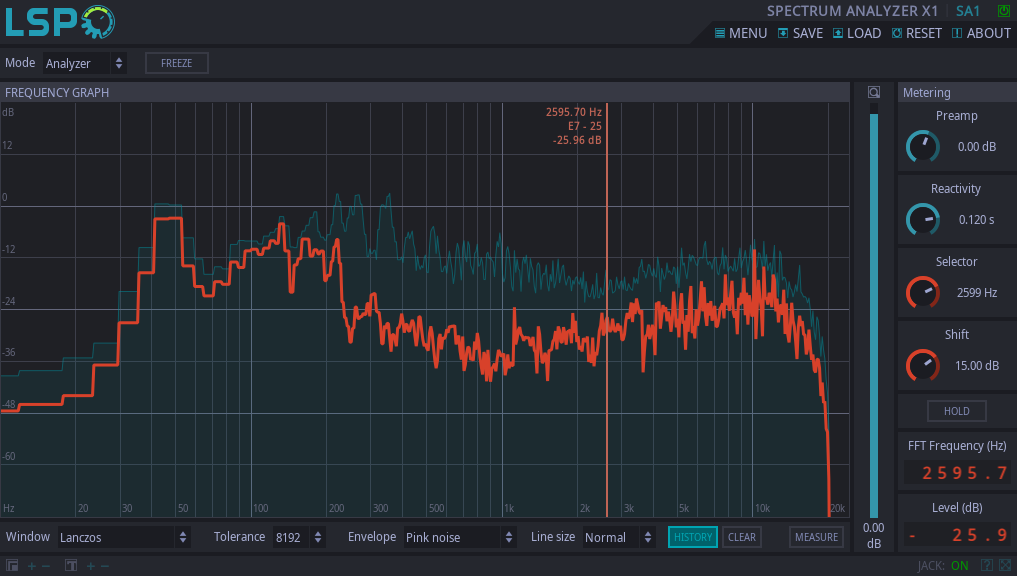 LSP
SPECTRUM ANALYZER X1 SA1
MENU SAVE LOAD RESET ABOUT
Mode Analyzer FREEZE
FREQUENCY GRAPH
Metering
dB
12
0
-12
-24
-36
-48
-60
2595.70 Hz
E7 - 25
-25.96 dB
Hz 20 30 40 50 100 200 300 500 1k 2k 3k 5k 10k 20k
0.00
dB
Preamp
0.00 dB
Reactivity
0.120 s
Selector
2599 Hz
Shift
15.00 dB
HOLD
FFT Frequency (Hz)
2595.7
Level (dB)
- 25.9
Window Lanczos Tolerance 8192 Envelope Pink noise Line size Normal HISTORY CLEAR MEASURE
JACK: ON